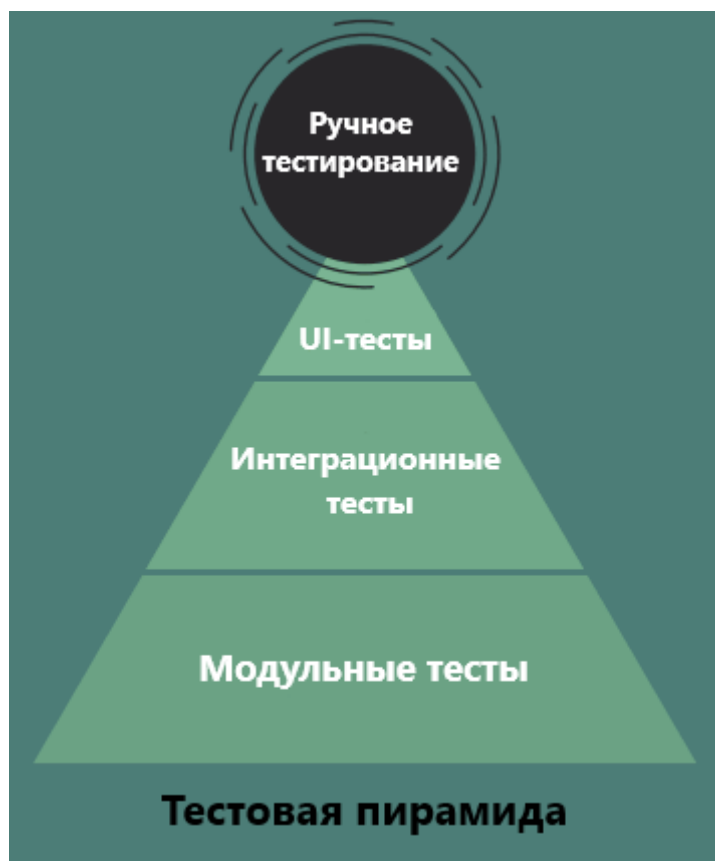 Ручное
тестирование
UI-тесты
Интеграционные
тесты
Модульные тесты
Тестовая пирамида